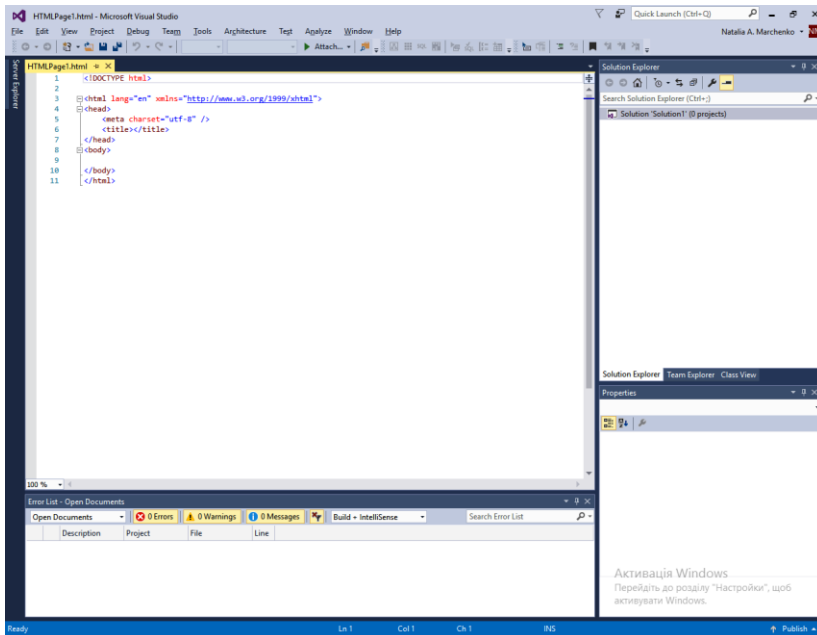 HTMLPage1.html - Microsoft Visual Studio
Quick Launch (Ctrl+Q)
File Edit View Project Debug Team Tools Architecture Test Analyze Window Help
Natalia A. Marchenko
Attach...
Server Explorer
HTMLPage1.html
1 <!DOCTYPE html>
2
3 <html lang="en" xmlns="http://www.w3.org/1999/xhtml">
4 <head>
5 <meta charset="utf-8" />
6 <title></title>
7 </head>
8 <body>
9
10 </body>
11 </html>
100 %
Solution Explorer
Search Solution Explorer (Ctrl+;)
Solution 'Solution1' (0 projects)
Solution Explorer Team Explorer Class View
Properties
Error List - Open Documents
Open Documents 0 Errors 0 Warnings 0 Messages Build + IntelliSense Search Error List
Description Project File Line
Активація Windows
Перейдіть до розділу "Настройки", щоб
активувати Windows.
Ready Ln 1 Col 1 Ch 1 INS Publish